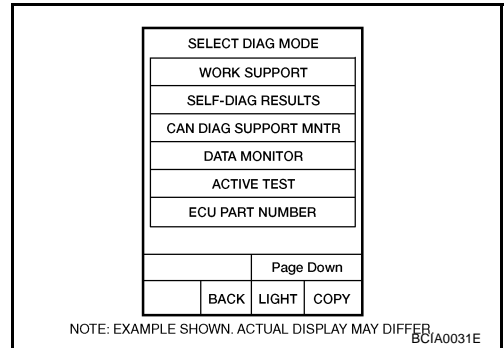 SELECT DIAG MODE
WORK SUPPORT
SELF-DIAG RESULTS
CAN DIAG SUPPORT MNTR
DATA MONITOR
ACTIVE TEST
ECU PART NUMBER
Page Down
BACK LIGHT COPY
NOTE: EXAMPLE SHOWN. ACTUAL DISPLAY MAY DIFFER.
BCIA0031E